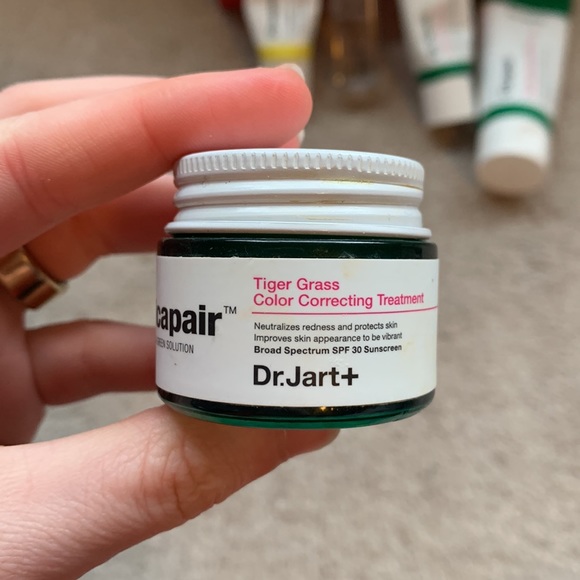 capair™
Tiger Grass
Color Correcting Treatment
Neutralizes redness and protects skin
Improves skin appearance to be vibrant
Broad Spectrum SPF 30 Sunscreen
Dr.Jart+